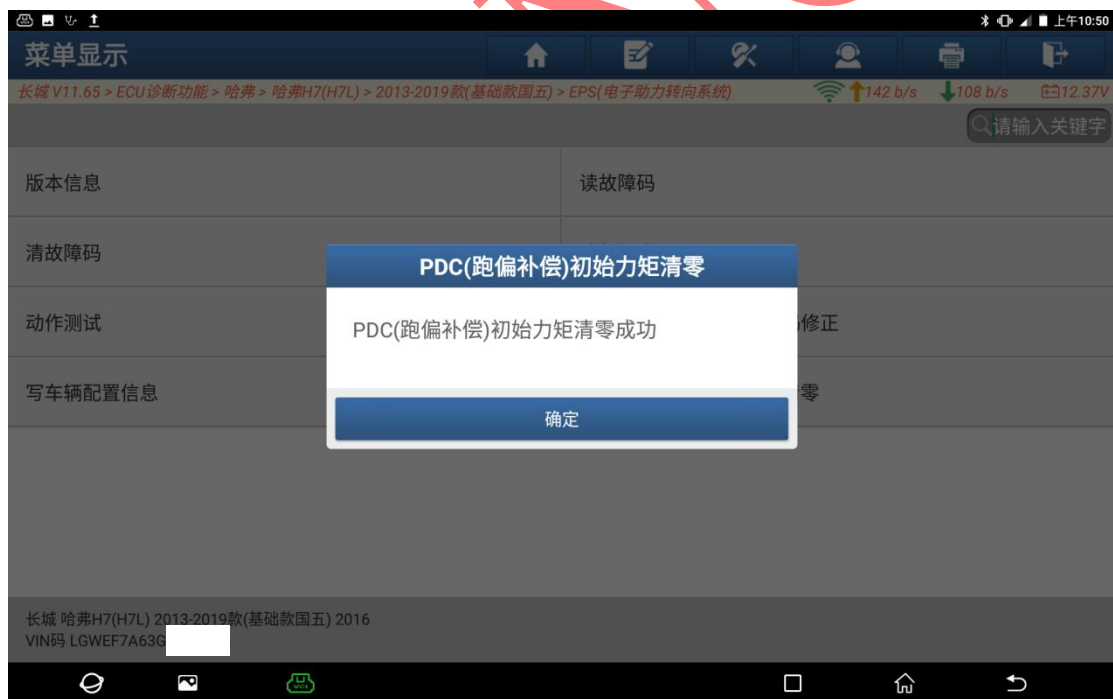 上午10:50
菜单显示
长城 V11.65 > ECU诊断功能 > 哈弗 > 哈弗H7(H7L) > 2013-2019款(基础款国五) > EPS(电子助力转向系统) 142 b/s 108 b/s 12.37V
请输入关键字
版本信息 读故障码
清故障码
PDC(跑偏补偿)初始力矩清零
动作测试 修正
PDC(跑偏补偿)初始力矩清零成功
写车辆配置信息 零
确定
长城 哈弗H7(H7L) 2013-2019款(基础款国五) 2016
VIN码 LGWEF7A63G
VCI